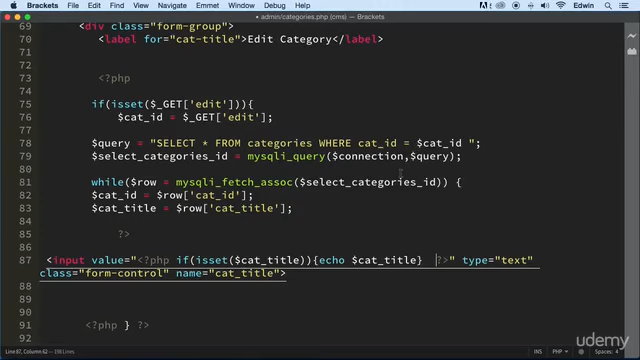 Brackets File Edit Find View Navigate Debug Window Help Edwin
admin/categories.php (cms) — Brackets
69 <div class="form-group">
70 <label for="cat-title">Edit Category</label>
71
72
73 <?php
74
75 if(isset($_GET['edit'])){
76 $cat_id = $_GET['edit'];
77
78 $query = "SELECT * FROM categories WHERE cat_id = $cat_id ";
79 $select_categories_id = mysqli_query($connection,$query);
80
81 while($row = mysqli_fetch_assoc($select_categories_id)) {
82 $cat_id = $row['cat_id'];
83 $cat_title = $row['cat_title'];
84
85 ?>
86
87 <input value="<?php if(isset($cat_title)){echo $cat_title} ?>" type="text"
class="form-control" name="cat_title">
88
89
90
91 <?php } ?>
92
Line 87, Column 62 — 198 Lines
INS PHP Spaces: 4
udemy